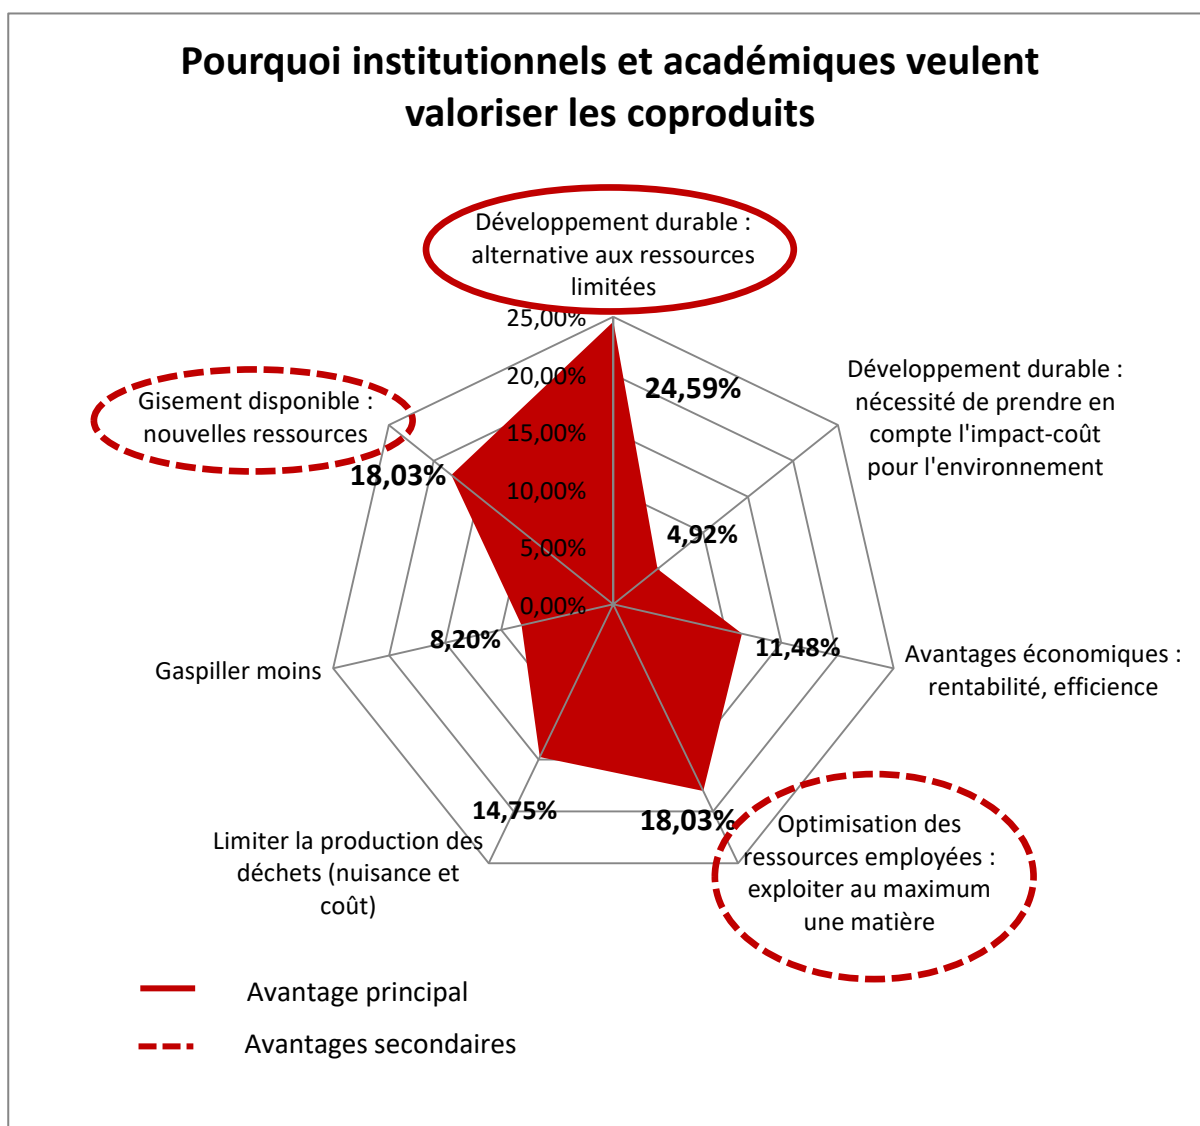 Pourquoi institutionnels et académiques veulent
valoriser les coproduits
Développement durable :
alternative aux ressources
limitées
25,00%
20,00%
15,00%
10,00%
5,00%
0,00%
24,59%
Développement durable :
nécessité de prendre en
compte l'impact-coût
pour l'environnement
4,92%
Avantages économiques :
rentabilité, efficience
11,48%
Optimisation des
ressources employées :
exploiter au maximum
une matière
18,03%
Limiter la production des
déchets (nuisance et
coût)
14,75%
Gaspiller moins
8,20%
Gisement disponible :
nouvelles ressources
18,03%
Avantage principal
Avantages secondaires